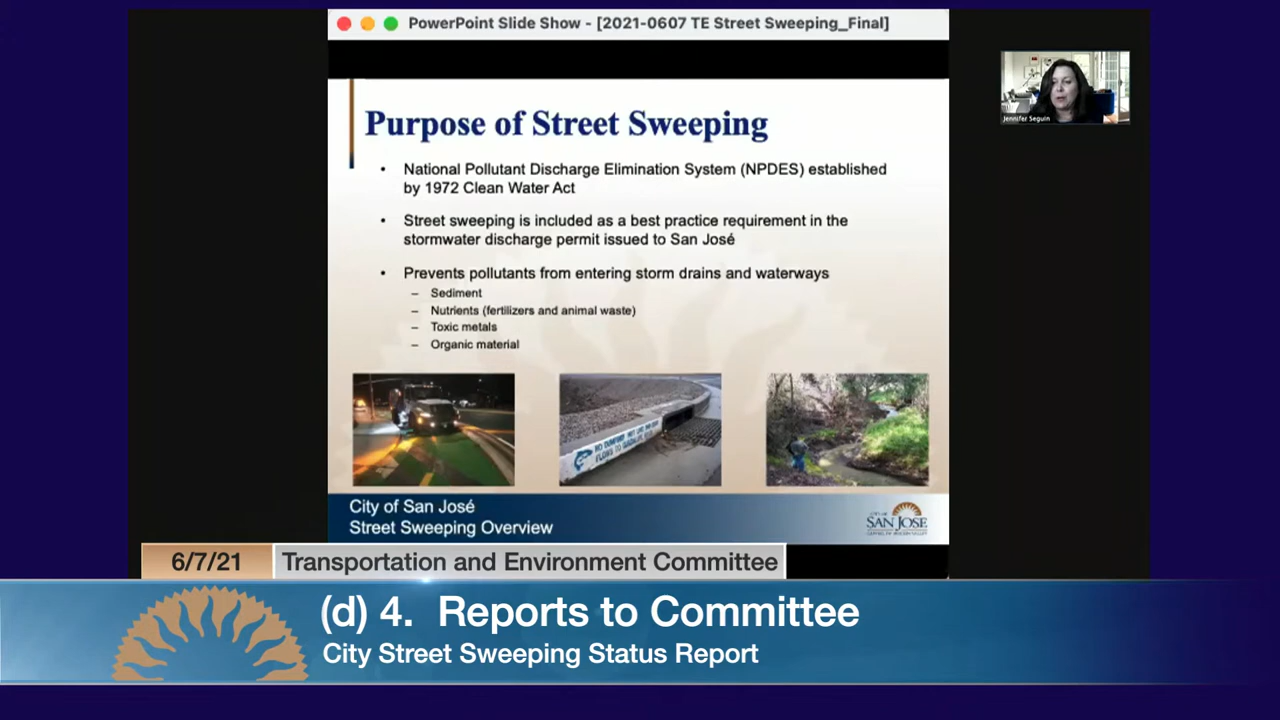 PowerPoint Slide Show - [2021-0607 TE Street Sweeping_Final]
Purpose of Street Sweeping
• National Pollutant Discharge Elimination System (NPDES) established
by 1972 Clean Water Act
• Street sweeping is included as a best practice requirement in the
stormwater discharge permit issued to San José
• Prevents pollutants from entering storm drains and waterways
– Sediment
– Nutrients (fertilizers and animal waste)
– Toxic metals
– Organic material
FLOWS TO
City of San José
Street Sweeping Overview
CITY OF
SAN JOSE
CAPITAL OF SILICON VALLEY
Jennifer Seguin
6/7/21
Transportation and Environment Committee
(d) 4. Reports to Committee
City Street Sweeping Status Report